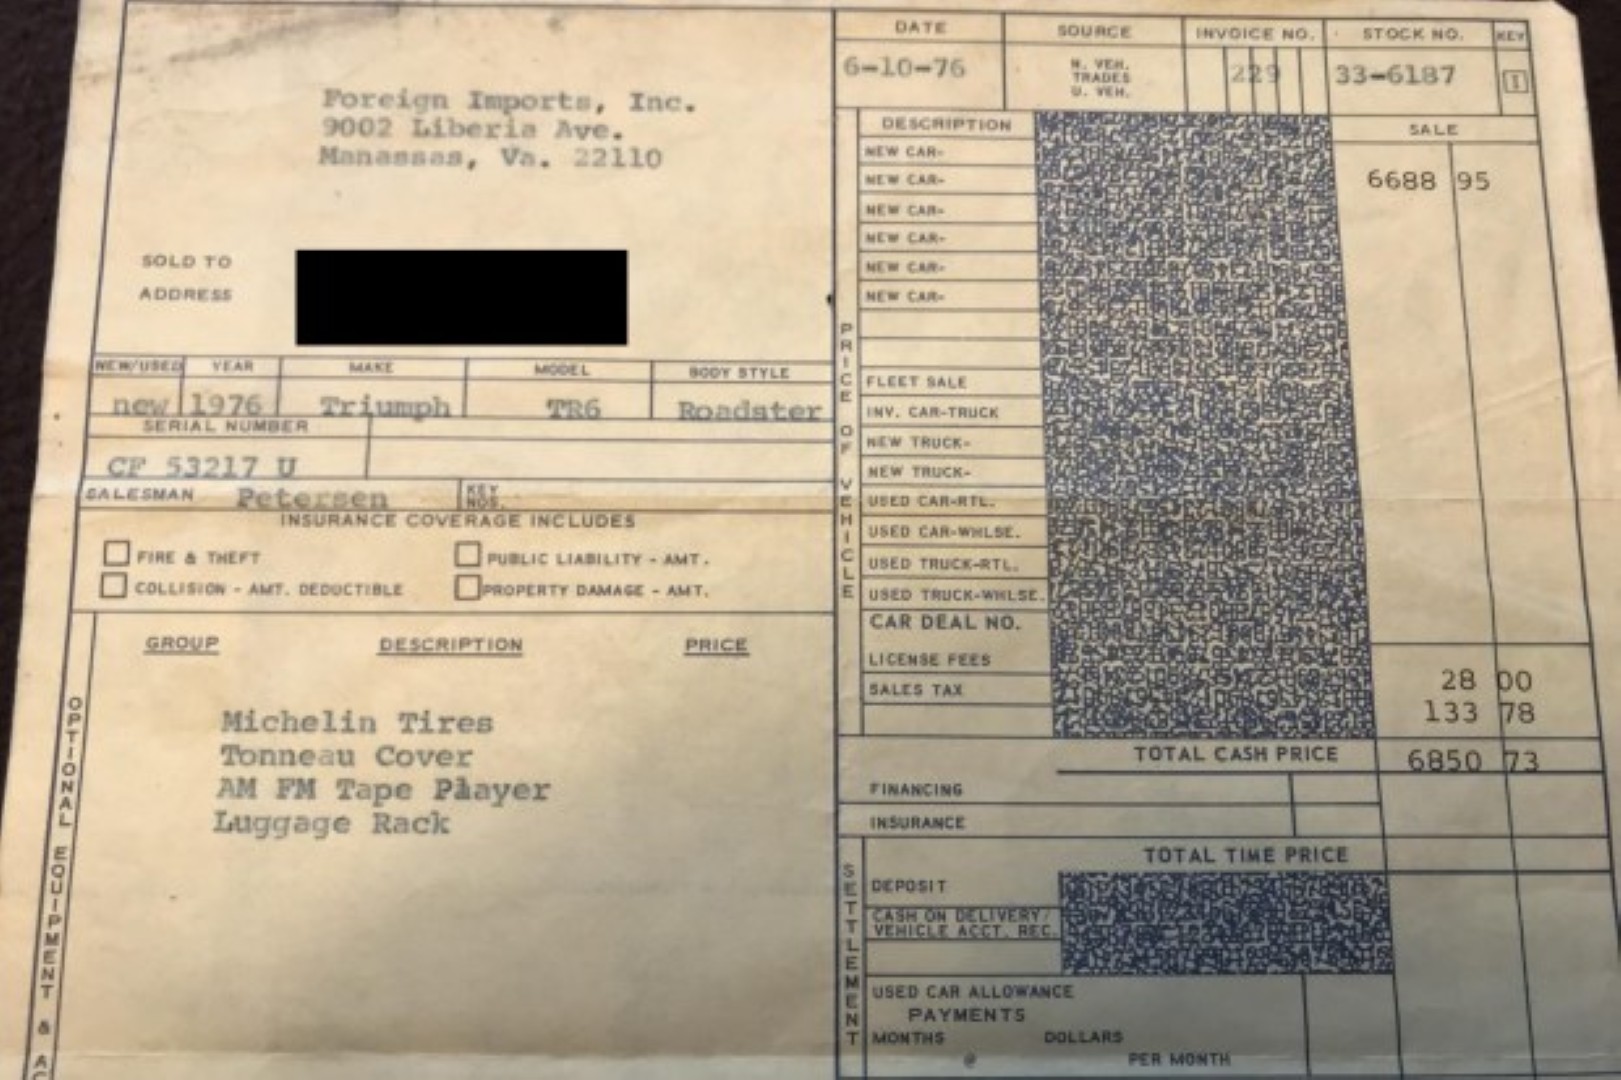 Foreign Imports, Inc.
9002 Liberia Ave.
Manassas, Va. 22110
SOLD TO
ADDRESS
DATE SOURCE INVOICE NO. STOCK NO. KEY
6-10-76 N. VEH. TRADES U. VEH. 229 33-6187 1
NEW/USED YEAR MAKE MODEL BODY STYLE
new 1976 Triumph TR6 Roadster
SERIAL NUMBER
CF 53217 U
SALESMAN Petersen KEY NOS.
INSURANCE COVERAGE INCLUDES
FIRE & THEFT PUBLIC LIABILITY - AMT.
COLLISION - AMT. DEDUCTIBLE PROPERTY DAMAGE - AMT.
OPTIONAL EQUIPMENT & AC
GROUP DESCRIPTION PRICE
Michelin Tires
Tonneau Cover
AM FM Tape Player
Luggage Rack
PRICE OF VEHICLE
DESCRIPTION SALE
NEW CAR-
NEW CAR- 6688 95
NEW CAR-
NEW CAR-
NEW CAR-
NEW CAR-
FLEET SALE
INV. CAR-TRUCK
NEW TRUCK-
NEW TRUCK-
USED CAR-RTL.
USED CAR-WHLSE.
USED TRUCK-RTL.
USED TRUCK-WHLSE.
CAR DEAL NO.
LICENSE FEES 28 00
SALES TAX 133 78
TOTAL CASH PRICE 6850 73
FINANCING
INSURANCE
TOTAL TIME PRICE
SETTLEMENT
DEPOSIT
CASH ON DELIVERY/
VEHICLE ACCT. REC.
USED CAR ALLOWANCE
PAYMENTS
MONTHS DOLLARS
@ PER MONTH